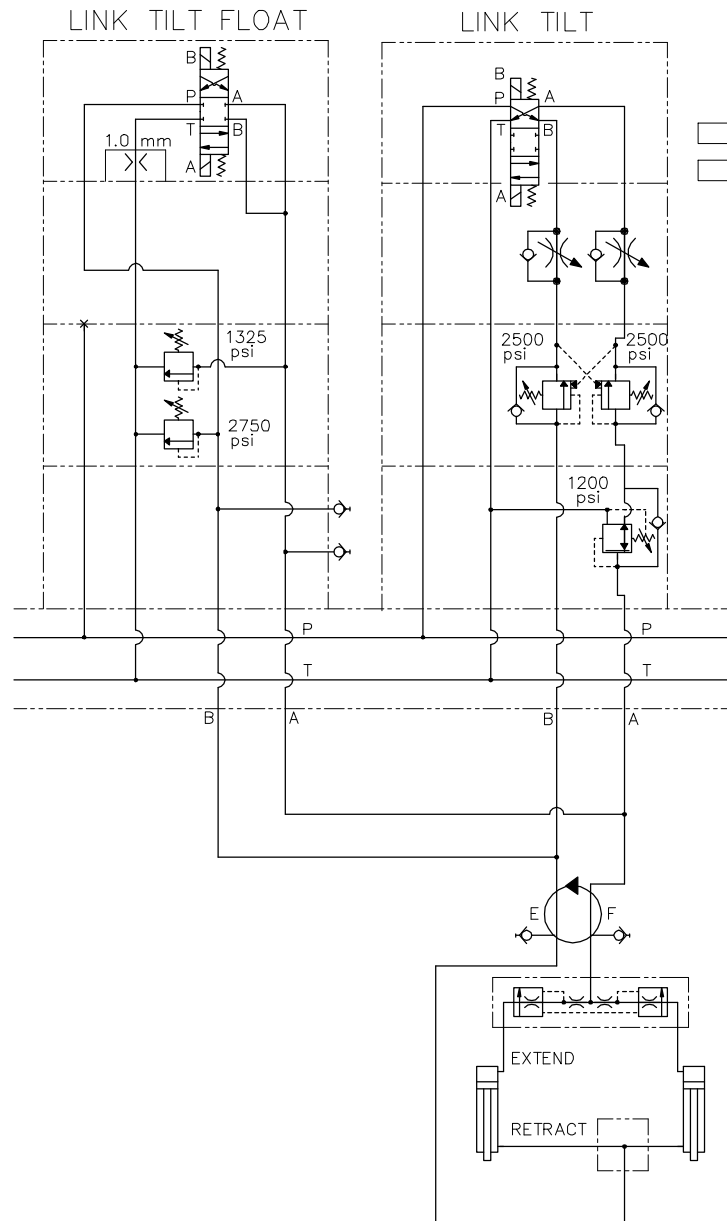 LINK TILT FLOAT
LINK TILT
B
P A
T B
A
1.0 mm
B
P A
T B
A
1325
psi
2750
psi
2500
psi
2500
psi
1200
psi
P
P
T
T
B
A
B
A
E
F
EXTEND
RETRACT